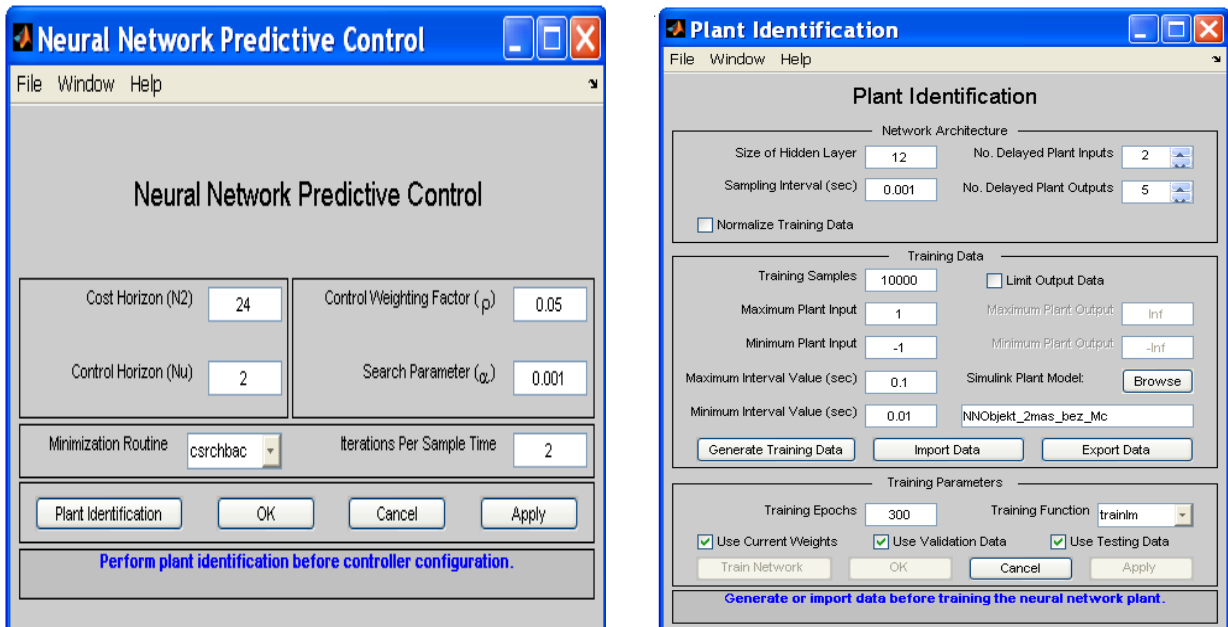 Neural Network Predictive Control
File Window Help
Neural Network Predictive Control
Cost Horizon (N2) 24 Control Weighting Factor (ρ) 0.05
Control Horizon (Nu) 2 Search Parameter (α) 0.001
Minimization Routine csrchbac Iterations Per Sample Time 2
Plant Identification OK Cancel Apply
Perform plant identification before controller configuration.
Plant Identification
File Window Help
Plant Identification
Network Architecture
Size of Hidden Layer 12 No. Delayed Plant Inputs 2
Sampling Interval (sec) 0.001 No. Delayed Plant Outputs 5
Normalize Training Data
Training Data
Training Samples 10000 Limit Output Data
Maximum Plant Input 1 Maximum Plant Output Inf
Minimum Plant Input -1 Minimum Plant Output -Inf
Maximum Interval Value (sec) 0.1 Simulink Plant Model: Browse
Minimum Interval Value (sec) 0.01 NNObjekt_2mas_bez_Mc
Generate Training Data Import Data Export Data
Training Parameters
Training Epochs 300 Training Function trainlm
Use Current Weights Use Validation Data Use Testing Data
Train Network OK Cancel Apply
Generate or import data before training the neural network plant.